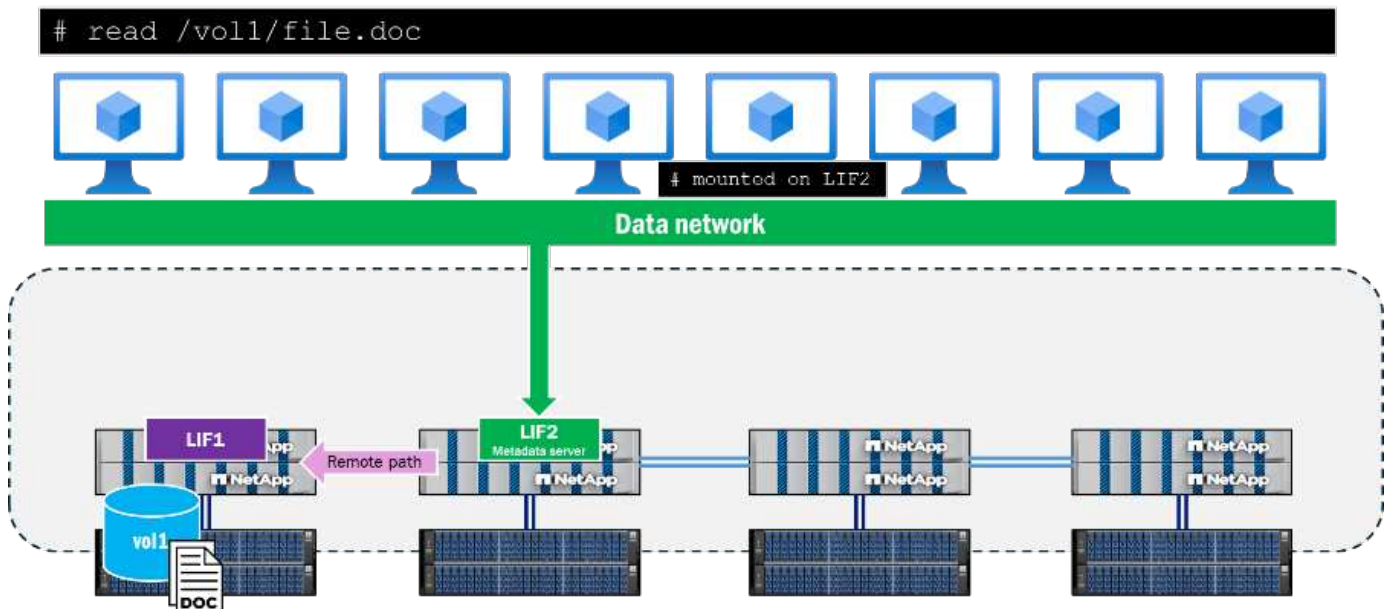 # read /vol1/file.doc
# mounted on LIF2
Data network
LIF1
LIF2
Metadata server
Remote path
NetApp
NetApp
NetApp
NetApp
NetApp
NetApp
vol1
DOC